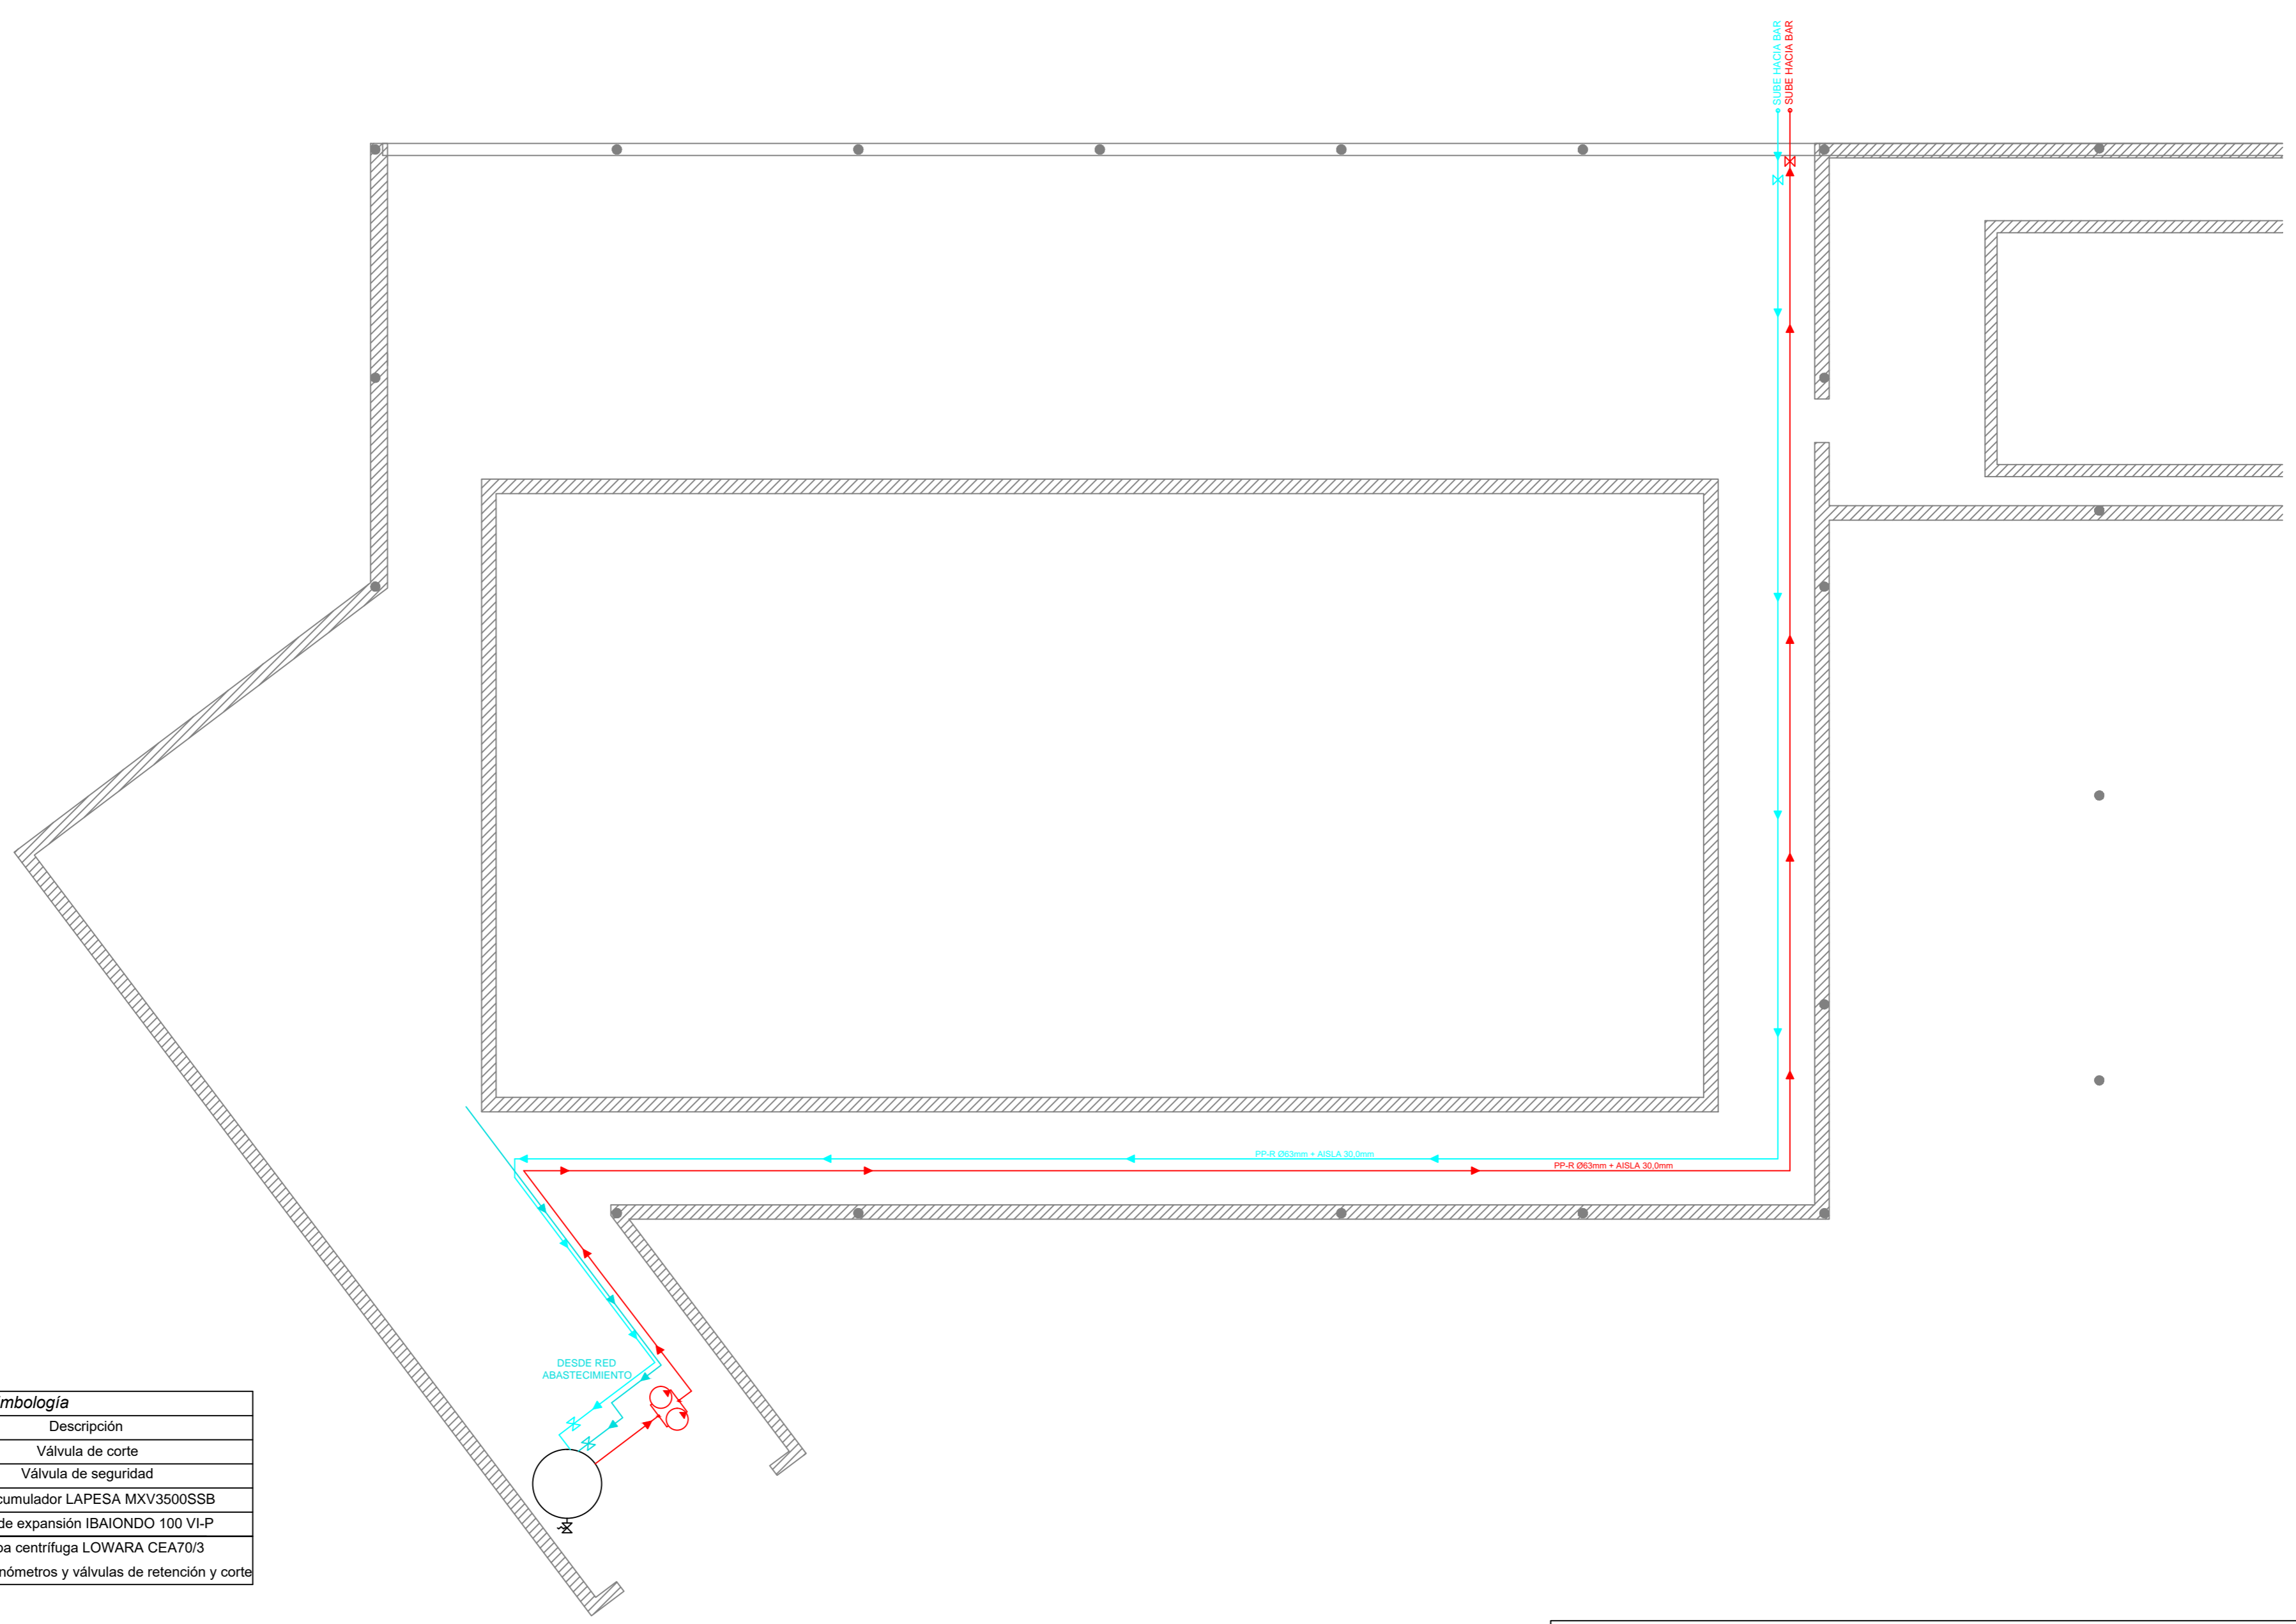 SUBE HACIA BAR
SUBE HACIA BAR
PP-R Ø63mm + AISLA 30,0mm
PP-R Ø63mm + AISLA 30,0mm
DESDE RED
ABASTECIMIENTO
mbología
Descripción
Válvula de corte
Válvula de seguridad
cumulador LAPESA MXV3500SSB
de expansión IBAIONDO 100 VI-P
ba centrífuga LOWARA CEA70/3
nómetros y válvulas de retención y corte